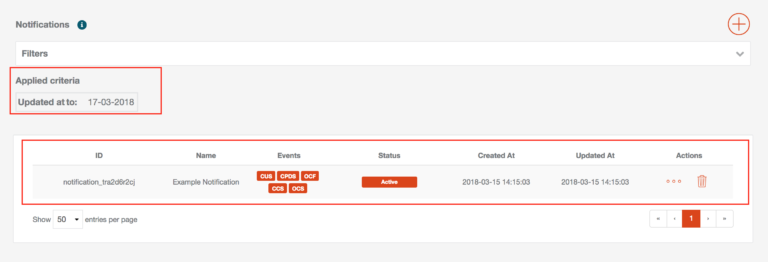 Notifications i
Filters
Applied criteria
Updated at to: 17-03-2018
ID Name Events Status Created At Updated At Actions
CUS CPDS OCF
notification_tra2d6r2cj Example Notification Active 2018-03-15 14:15:03 2018-03-15 14:15:03
CCS OCS
Show 50 entries per page « ‹ 1 › »